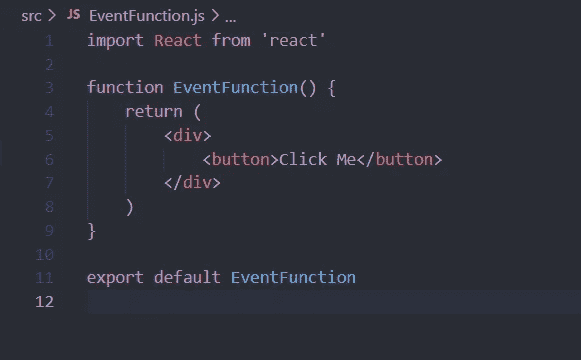 src > JS EventFunction.js > ...
1 import React from 'react'
2
3 function EventFunction() {
4 return (
5 <div>
6 <button>Click Me</button>
7 </div>
8 )
9 }
10
11 export default EventFunction
12